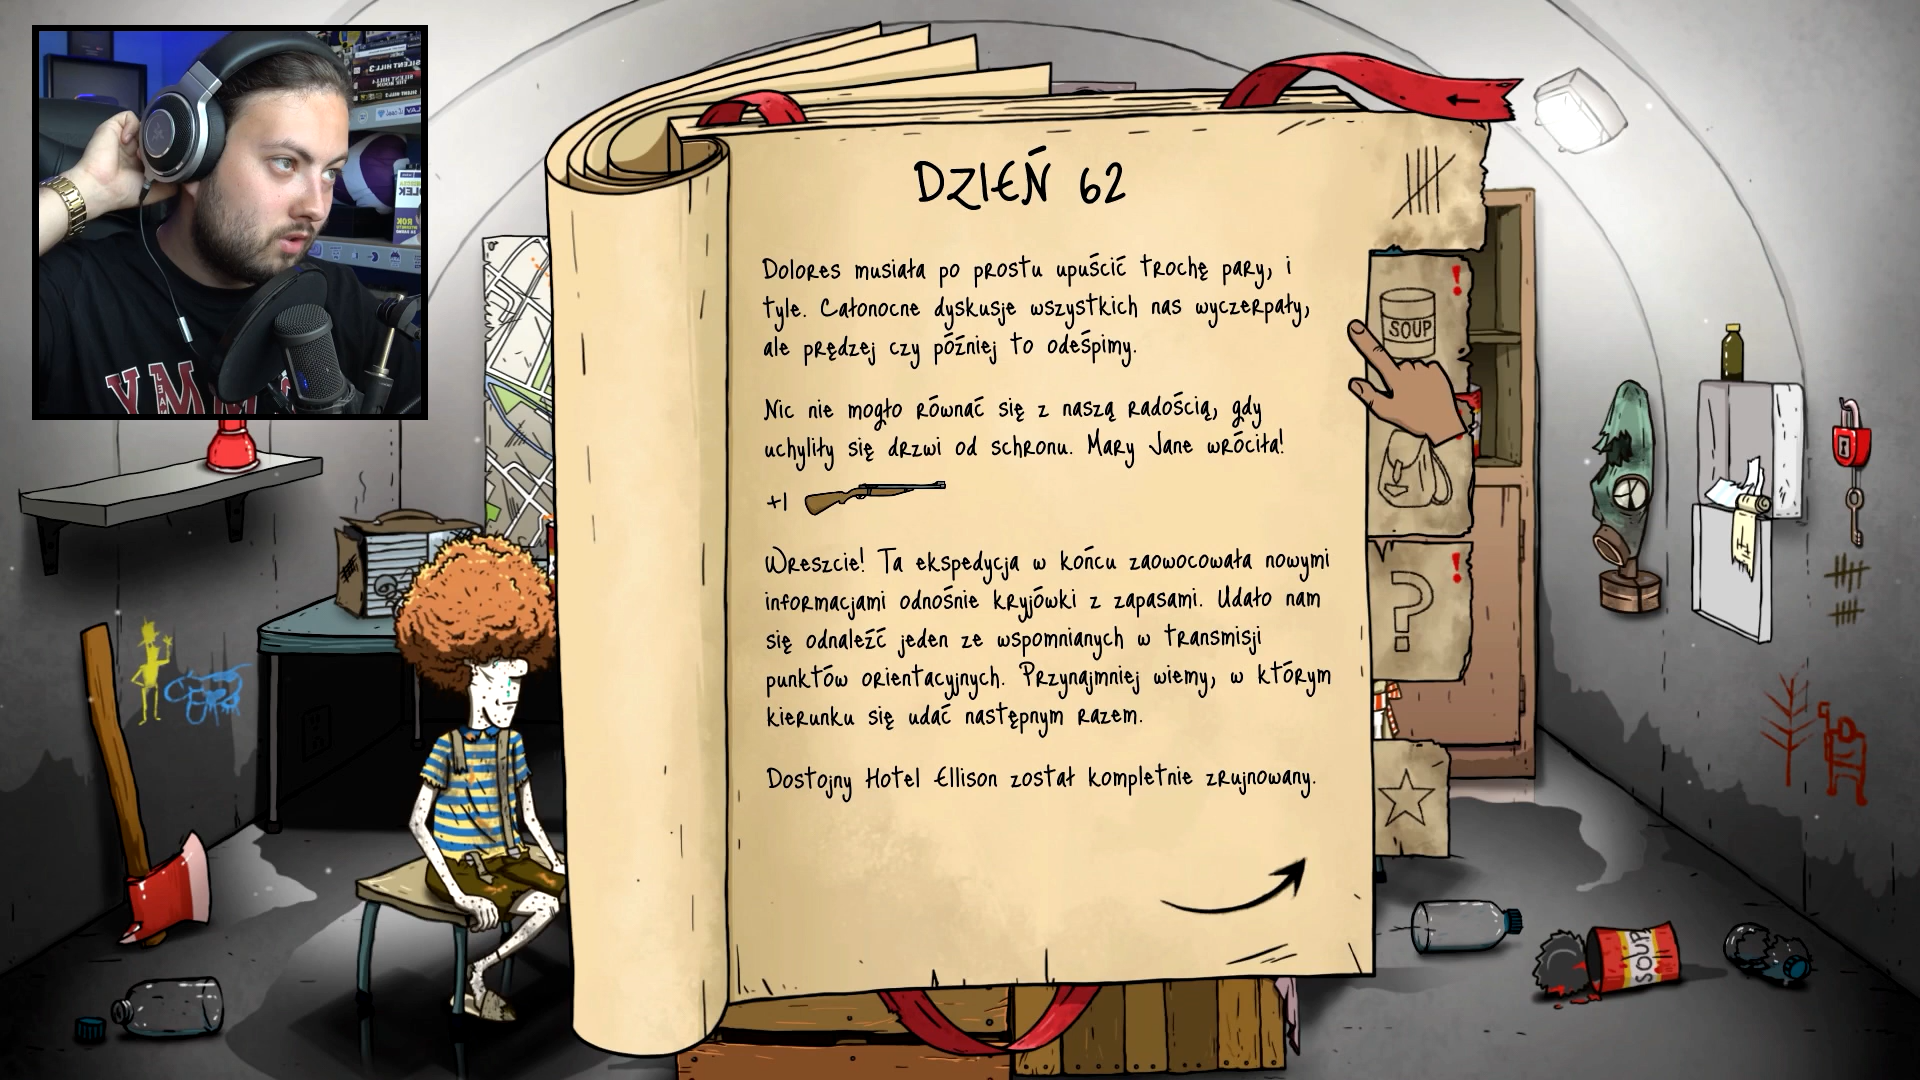 DZIEŃ 62
Dolores musiała po prostu upuścić trochę pary, i
tyle. Całonocne dyskusje wszystkich nas wyczerpały,
ale prędzej czy później to odeśpimy.
Nic nie mogło równać się z naszą radością, gdy
uchyliły się drzwi od schronu. Mary Jane wróciła!
+1
Wreszcie! Ta ekspedycja w końcu zaowocowała nowymi
informacjami odnośnie kryjówki z zapasami. Udało nam
się odnaleźć jeden ze wspomnianych w transmisji
punktów orientacyjnych. Przynajmniej wiemy, w którym
kierunku się udać następnym razem.
Dostojny Hotel Ellison został kompletnie zrujnowany.
!
SOUP
!
?
SOUP